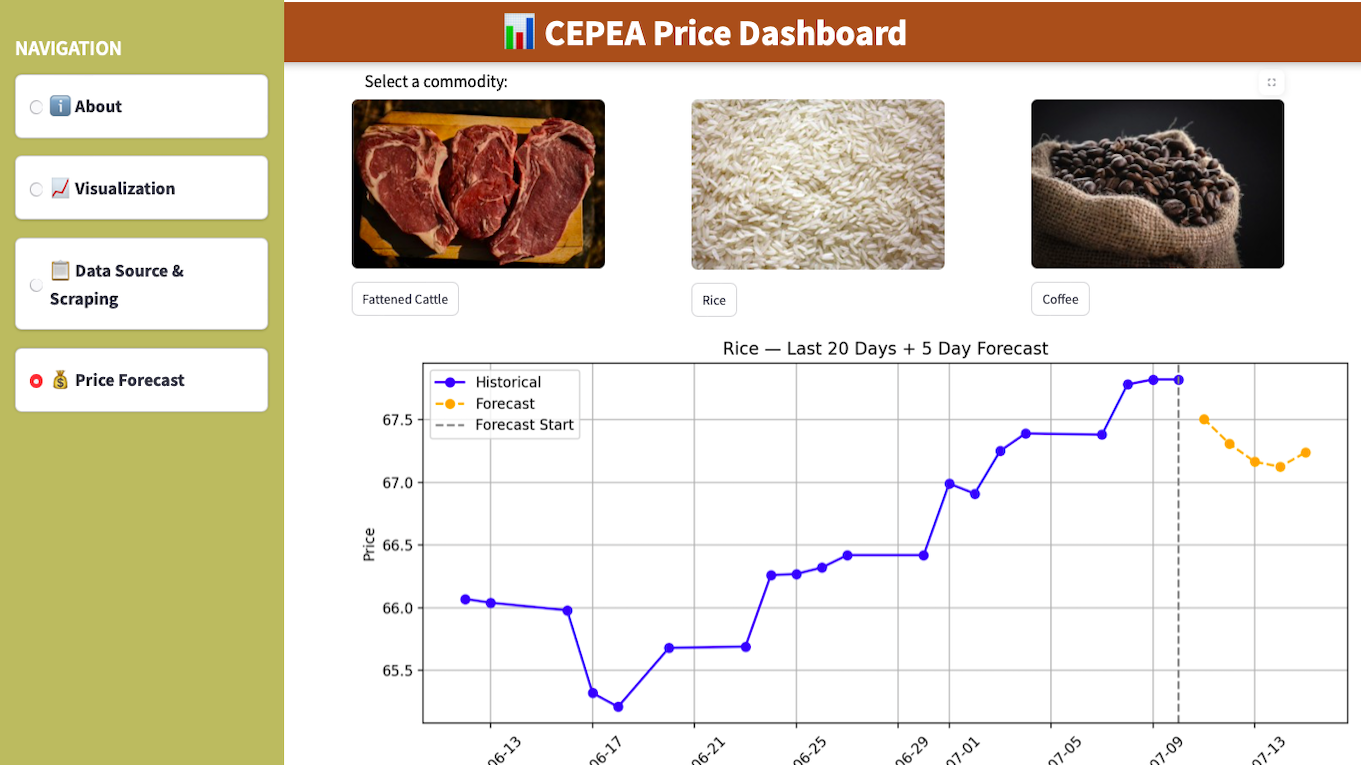 NAVIGATION
ℹ️ About
📈 Visualization
📋 Data Source &
Scraping
💰 Price Forecast
📊 CEPEA Price Dashboard
Select a commodity:
Fattened Cattle
Rice
Coffee
Rice — Last 20 Days + 5 Day Forecast
Historical
Forecast
Forecast Start
Price
67.5
67.0
66.5
66.0
65.5
06-13
06-17
06-21
06-25
06-29
07-01
07-05
07-09
07-13